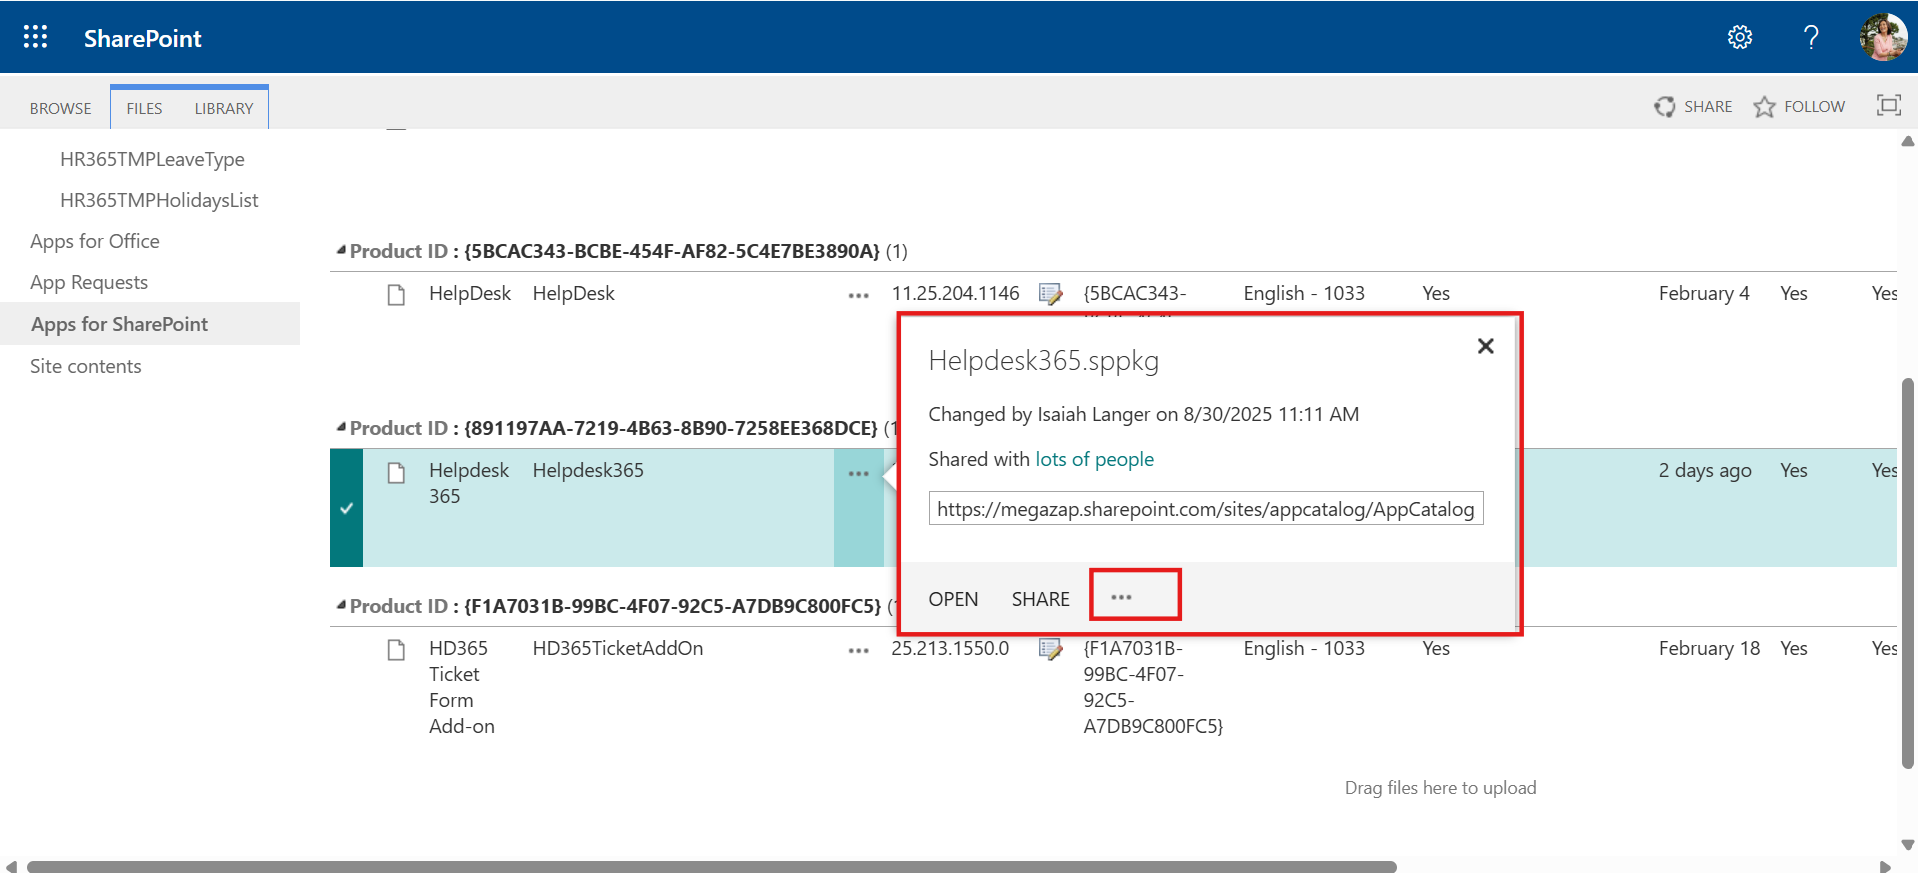 SharePoint
BROWSE FILES LIBRARY SHARE FOLLOW
HR365TMPLeaveType
HR365TMPHolidaysList
Apps for Office
App Requests
Apps for SharePoint
Site contents
Product ID : {5BCAC343-BCBE-454F-AF82-5C4E7BE3890A} (1)
HelpDesk HelpDesk ... 11.25.204.1146 {5BCAC343- English - 1033 Yes February 4 Yes Yes
Product ID : {891197AA-7219-4B63-8B90-7258EE368DCE}
Helpdesk Helpdesk365 ... 2 days ago Yes Yes
365
Helpdesk365.sppkg
Changed by Isaiah Langer on 8/30/2025 11:11 AM
Shared with lots of people
https://megazap.sharepoint.com/sites/appcatalog/AppCatalog
OPEN SHARE ...
Product ID : {F1A7031B-99BC-4F07-92C5-A7DB9C800FC5}
HD365 HD365TicketAddOn ... 25.213.1550.0 {F1A7031B- English - 1033 Yes February 18 Yes Yes
Ticket 99BC-4F07-
Form 92C5-
Add-on A7DB9C800FC5}
Drag files here to upload